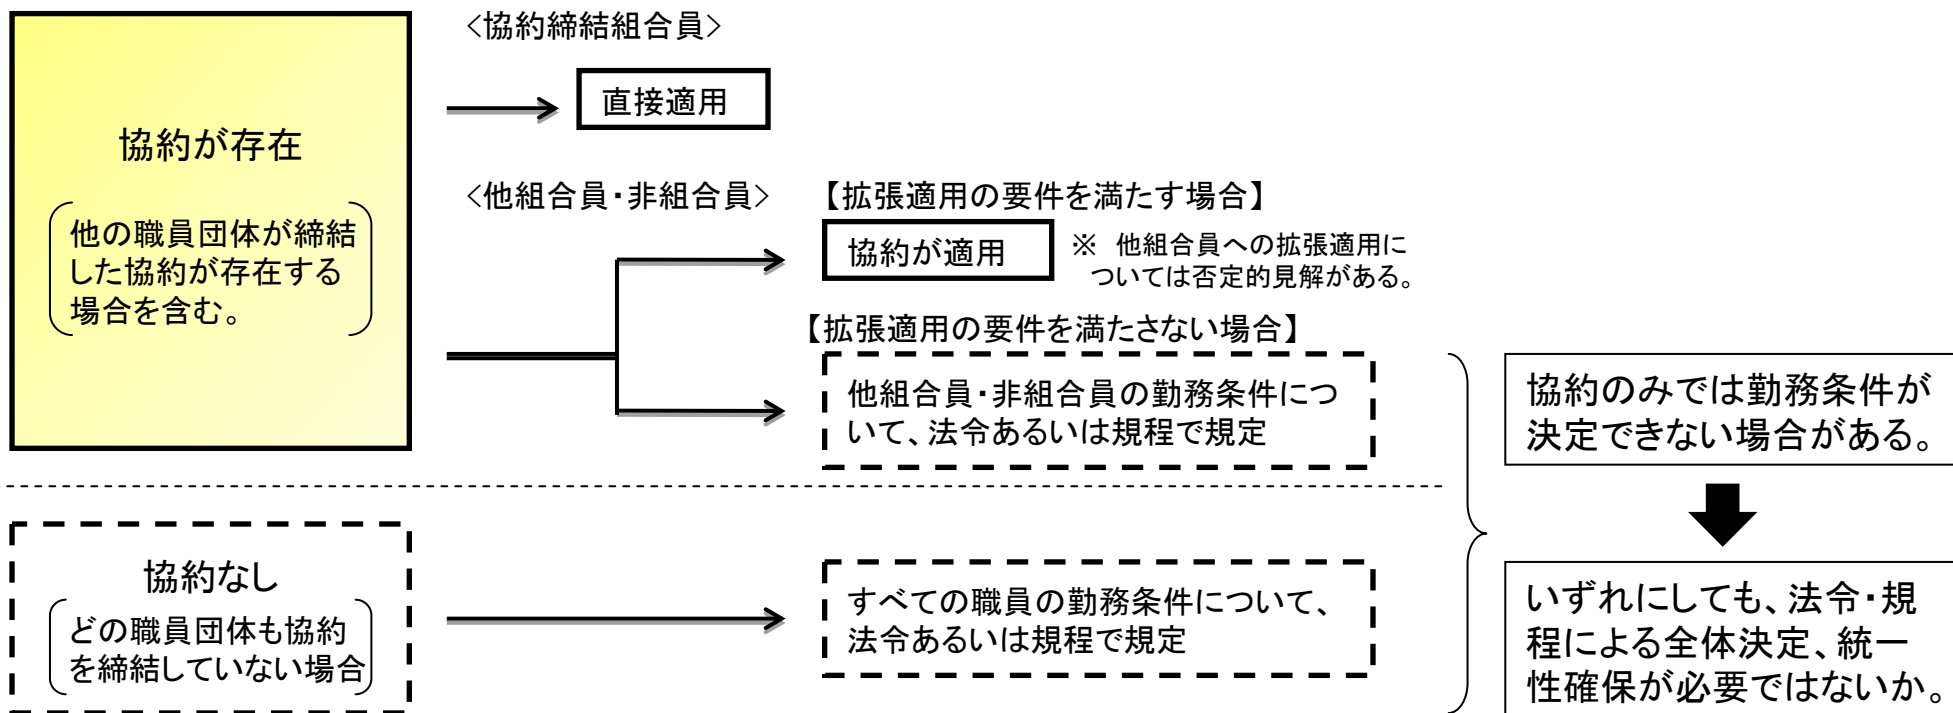 協約が存在
他の職員団体が締結
した協約が存在する
場合を含む。
〈協約締結組合員〉
直接適用
〈他組合員・非組合員〉
【拡張適用の要件を満たす場合】
協約が適用
※ 他組合員への拡張適用に
ついては否定的見解がある。
【拡張適用の要件を満たさない場合】
他組合員・非組合員の勤務条件につ
いて、法令あるいは規程で規定
協約なし
どの職員団体も協約
を締結していない場合
すべての職員の勤務条件について、
法令あるいは規程で規定
協約のみでは勤務条件が
決定できない場合がある。
いずれにしても、法令・規
程による全体決定、統一
性確保が必要ではないか。